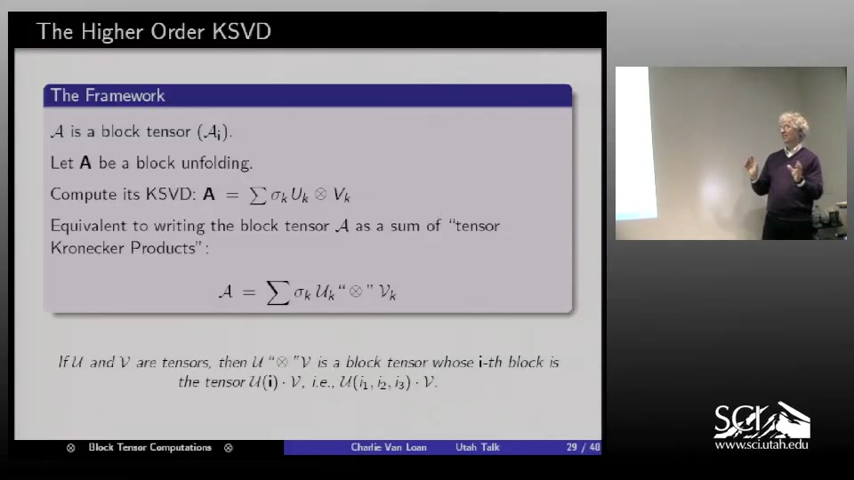 The Higher Order KSVD
The Framework
𝒜 is a block tensor (𝒜ᵢ).
Let A be a block unfolding.
Compute its KSVD: A = ∑ σₖUₖ ⊗ Vₖ
Equivalent to writing the block tensor 𝒜 as a sum of “tensor
Kronecker Products”:
𝒜 = ∑ σₖ 𝒰ₖ“⊗” 𝒱ₖ
If 𝒰 and 𝒱 are tensors, then 𝒰 “⊗”𝒱 is a block tensor whose i-th block is
the tensor 𝒰(i) · 𝒱, i.e., 𝒰(i₁, i₂, i₃) · 𝒱.
⊗ Block Tensor Computations ⊗ Charlie Van Loan Utah Talk 29 / 40
SCI
www.sci.utah.edu